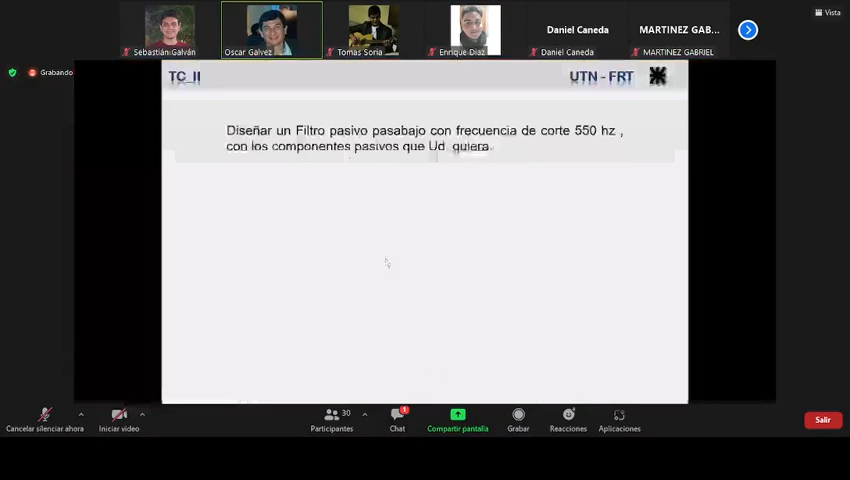 Vista
Daniel Caneda
MARTINEZ GAB...
Sebastián Galván
Oscar Galvez
Tomas Soria
Enrique Diaz
Daniel Caneda
MARTINEZ GABRIEL
Grabando
TC_II
UTN - FRT
Diseñar un Filtro pasivo pasabajo con frecuencia de corte 550 hz ,
con los componentes pasivos que Ud quiera.
30
1
Cancelar silenciar ahora
Iniciar video
Participantes
Chat
Compartir pantalla
Grabar
Reacciones
Aplicaciones
Salir